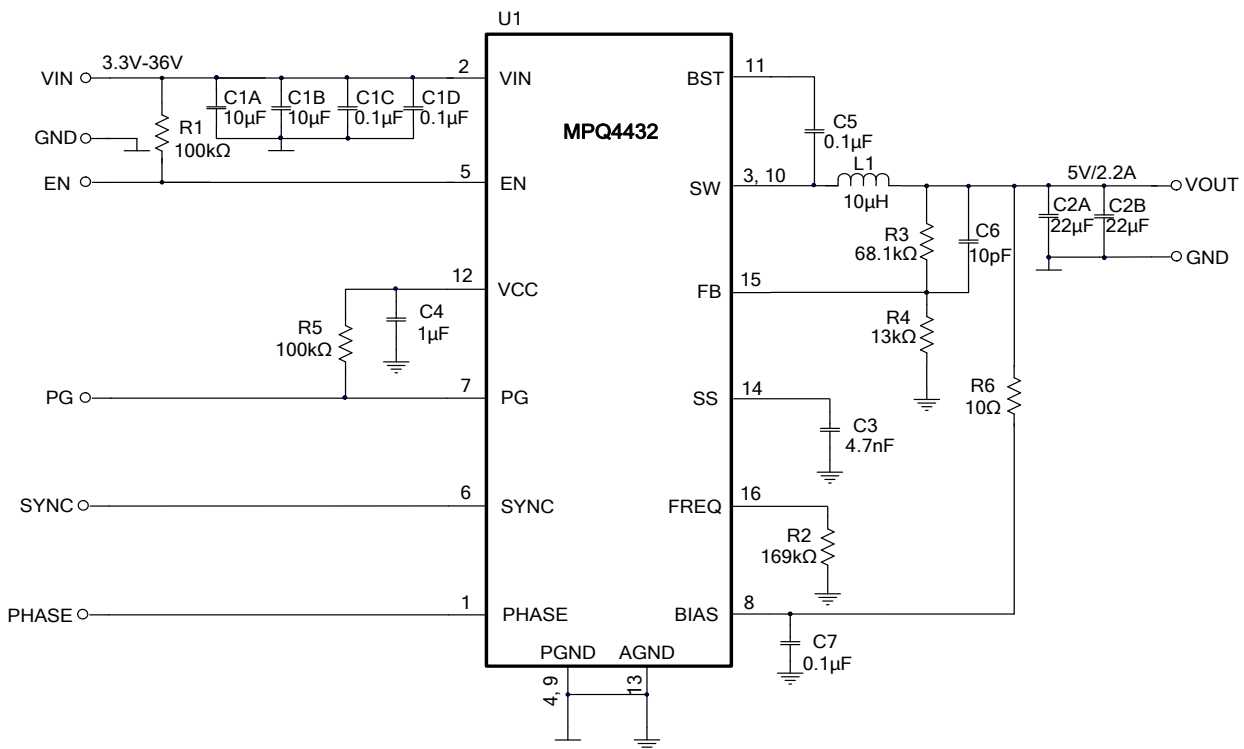 U1
MPQ4432
VIN
3.3V-36V
GND
EN
R1
100kΩ
C1A
10μF
C1B
10μF
C1C
0.1μF
C1D
0.1μF
2
VIN
5
EN
12
VCC
R5
100kΩ
C4
1μF
PG
7
PG
SYNC
6
SYNC
PHASE
1
PHASE
PGND
4, 9
AGND
13
BST
11
C5
0.1μF
SW
3, 10
L1
10μH
5V/2.2A
VOUT
R3
68.1kΩ
C6
10pF
C2A
22μF
C2B
22μF
GND
FB
15
R4
13kΩ
R6
10Ω
SS
14
C3
4.7nF
FREQ
16
R2
169kΩ
BIAS
8
C7
0.1μF